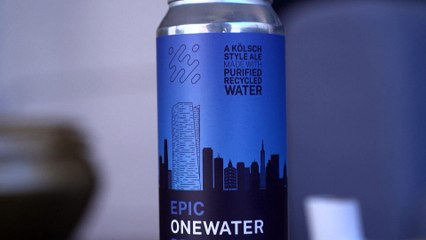 A KÖLSCH
STYLE ALE
MADE WITH
PURIFIED
RECYCLED
WATER
EPIC
ONEWATER